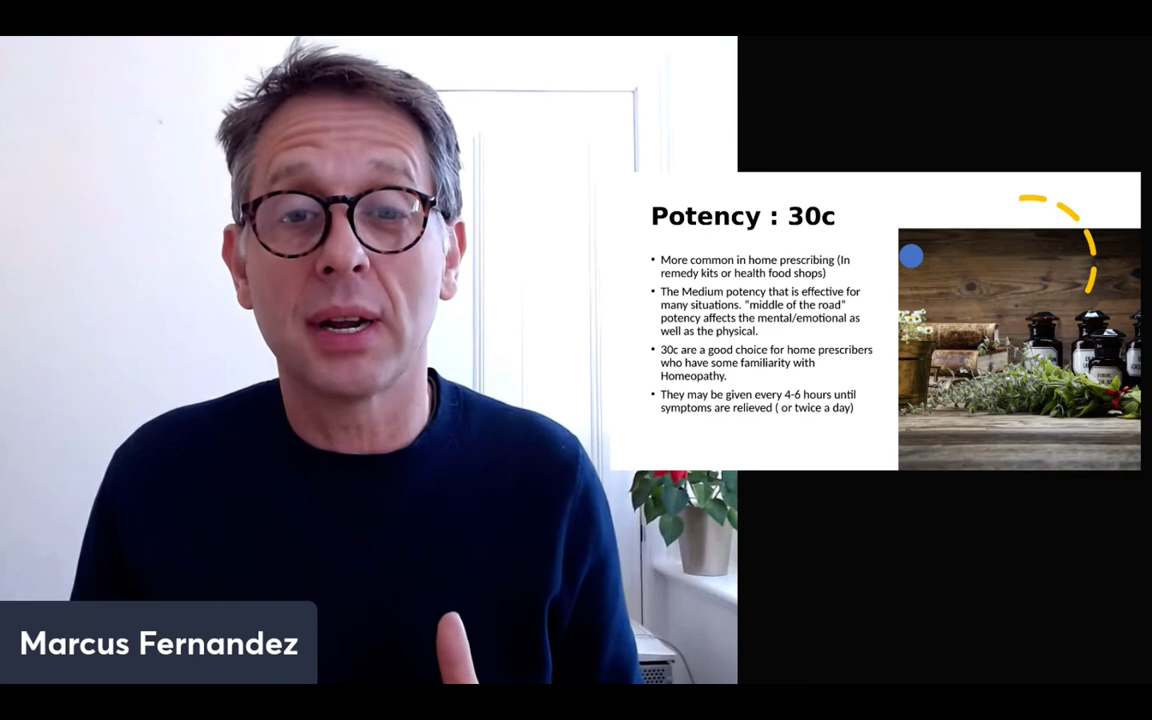 Potency : 30c
• More common in home prescribing (In
remedy kits or health food shops)
• The Medium potency that is effective for
many situations. “middle of the road”
potency affects the mental/emotional as
well as the physical.
• 30c are a good choice for home prescribers
who have some familiarity with
Homeopathy.
• They may be given every 4-6 hours until
symptoms are relieved ( or twice a day)
Marcus Fernandez